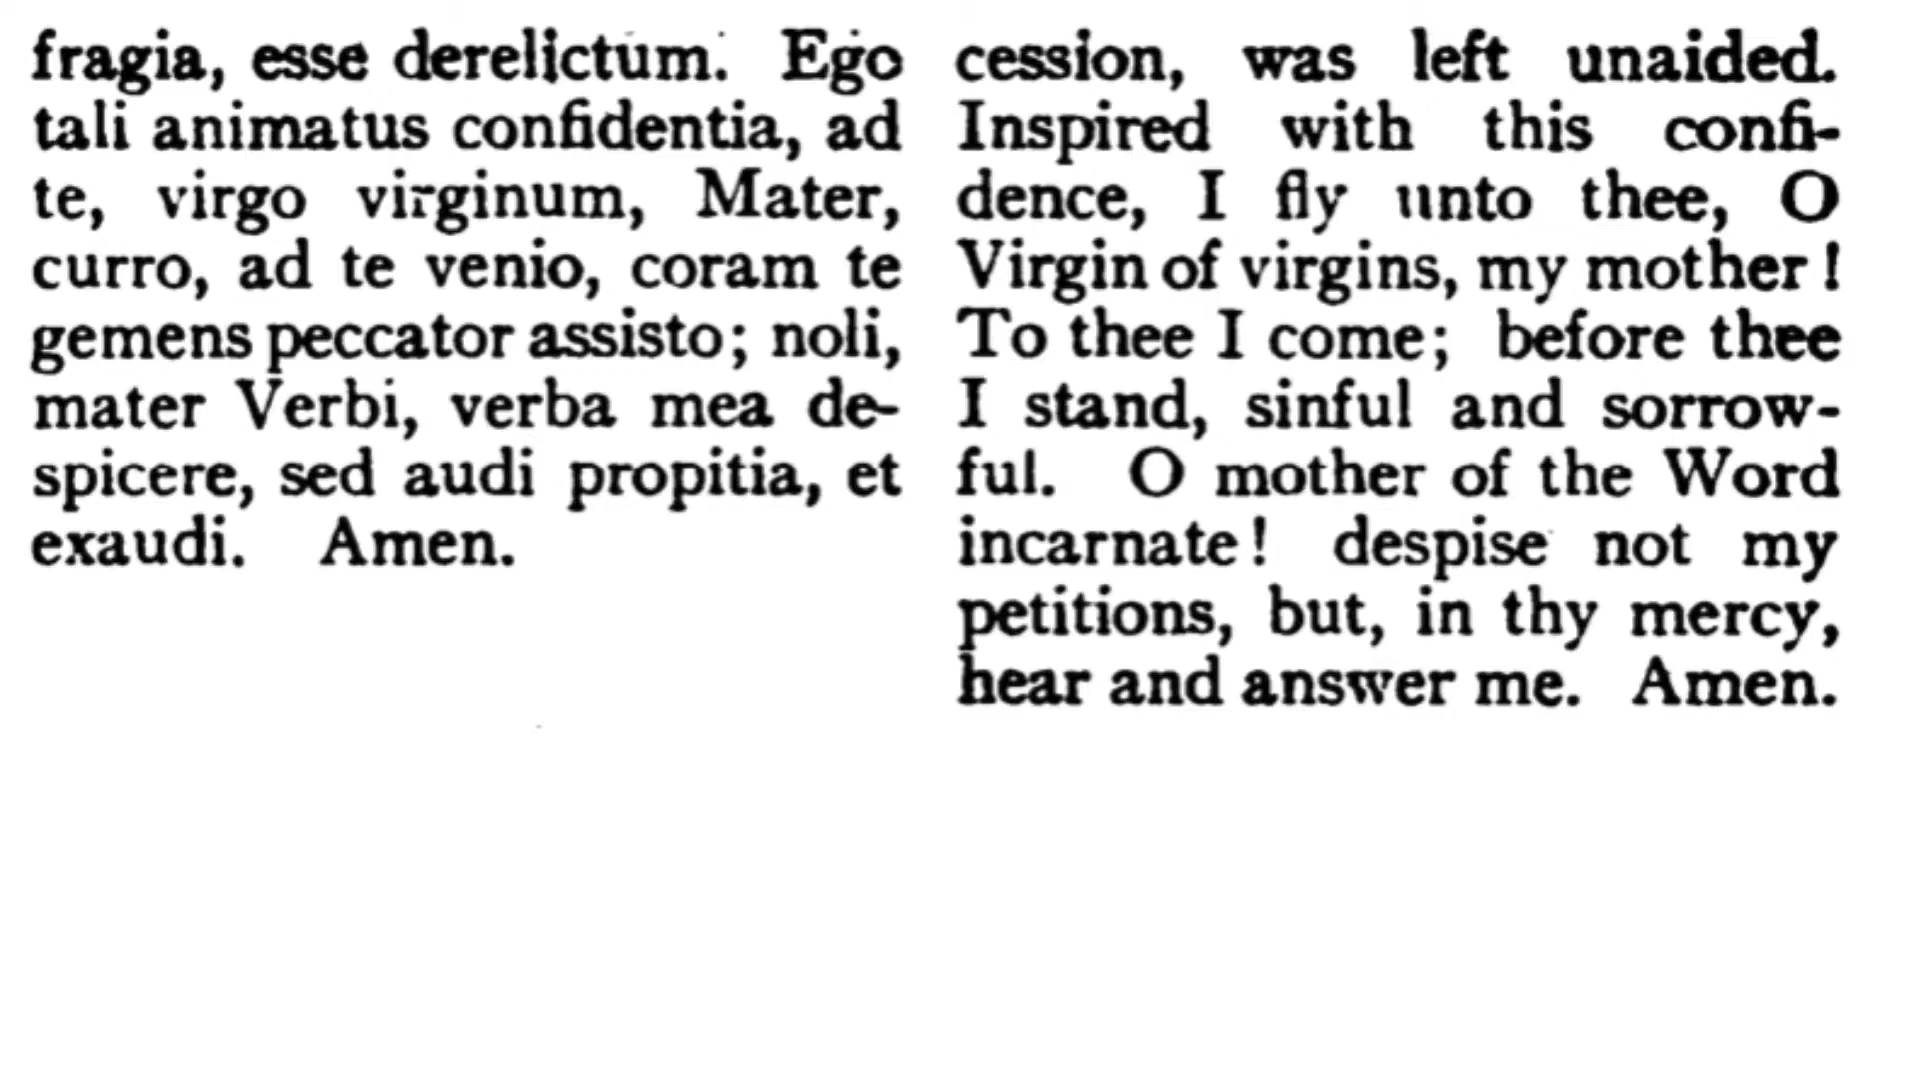 fragia, esse derelictum. Ego
tali animatus confidentia, ad
te, virgo virginum, Mater,
curro, ad te venio, coram te
gemens peccator assisto; noli,
mater Verbi, verba mea de-
spicere, sed audi propitia, et
exaudi. Amen.
cession, was left unaided.
Inspired with this confi-
dence, I fly unto thee, O
Virgin of virgins, my mother!
To thee I come; before thee
I stand, sinful and sorrow-
ful. O mother of the Word
incarnate! despise not my
petitions, but, in thy mercy,
hear and answer me. Amen.